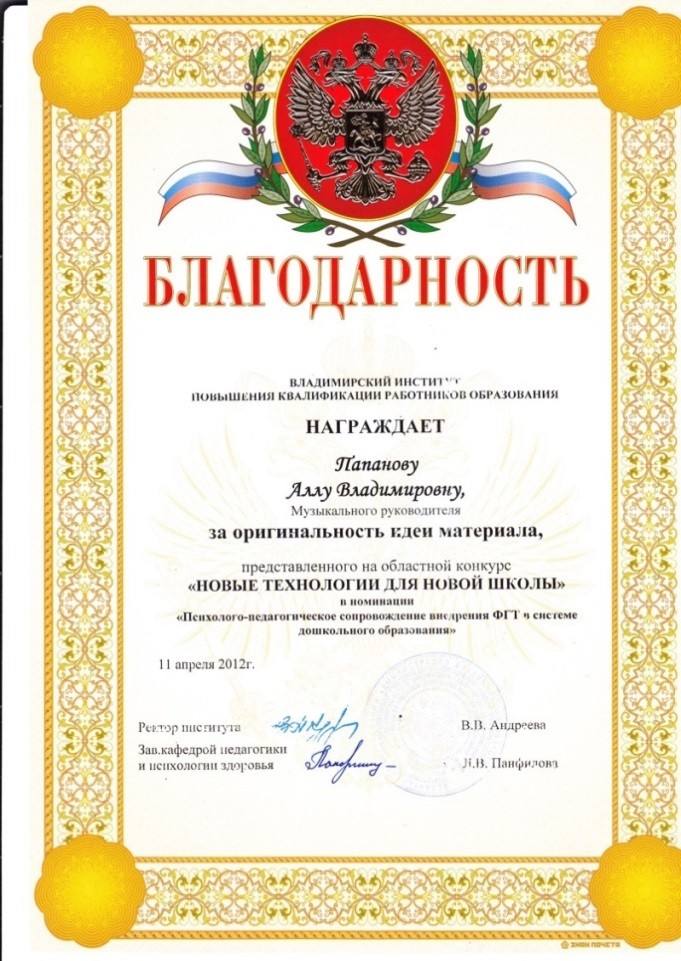 БЛАГОДАРНОСТЬ
ВЛАДИМИРСКИЙ ИНСТИТУТ
ПОВЫШЕНИЯ КВАЛИФИКАЦИИ РАБОТНИКОВ ОБРАЗОВАНИЯ
НАГРАЖДАЕТ
Папанову
Аллу Владимировну,
Музыкального руководителя
за оригинальность идеи материала,
представленного на областной конкурс
«НОВЫЕ ТЕХНОЛОГИИ ДЛЯ НОВОЙ ШКОЛЫ»
в номинации
«Психолого-педагогическое сопровождение внедрения ФГТ в системе
дошкольного образования»
11 апреля 2012г.
Ректор института В.В. Андреева
Зав.кафедрой педагогики
и психологии здоровья Л.В. Панфилова
ЗНАК ПОЧЕТА